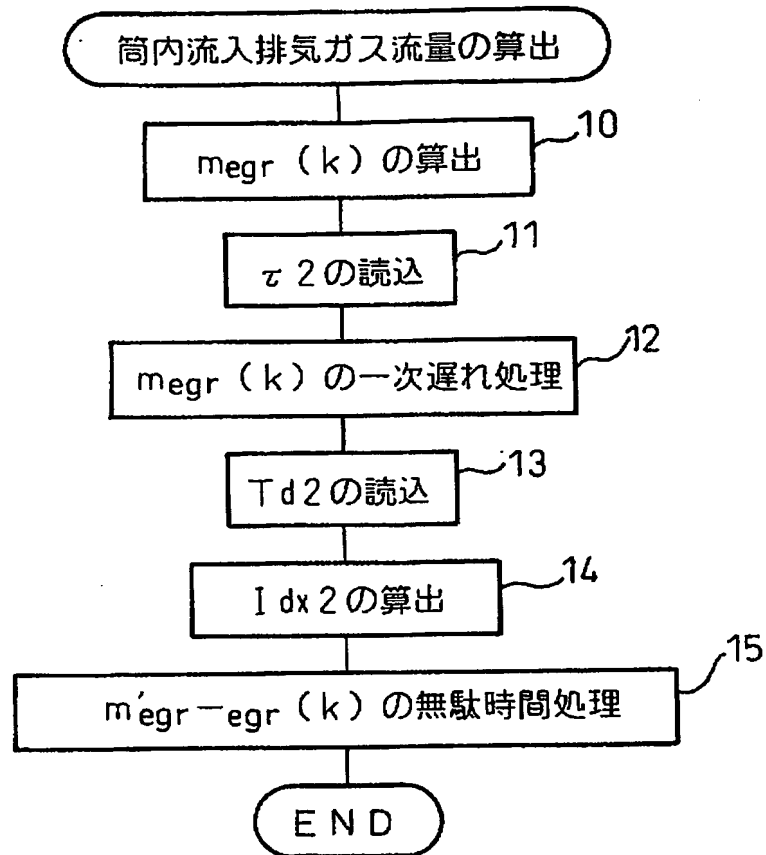 筒内流入排気ガス流量の算出
10
megr（k）の算出
11
τ2の読込
12
megr（k）の一次遅れ処理
13
Td2の読込
14
Idx2の算出
15
m'egr－egr（k）の無駄時間処理
END